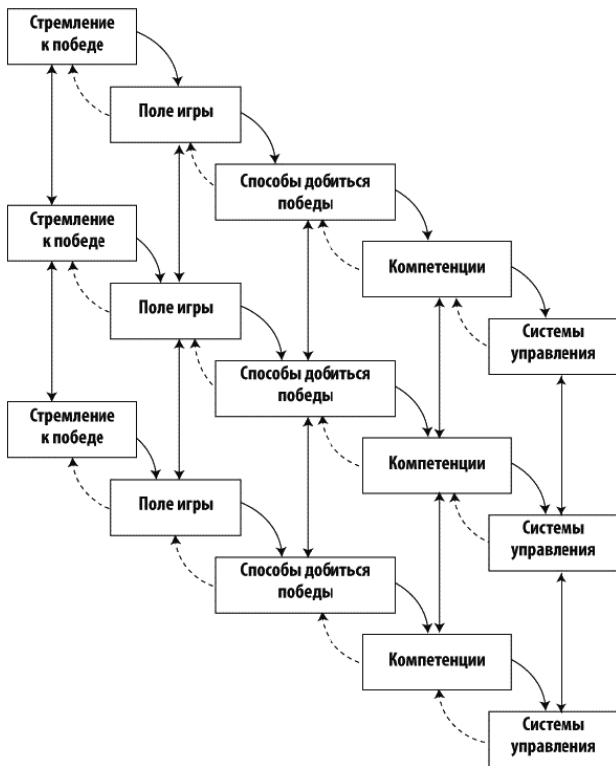 Стремление
к победе
Поле игры
Способы добиться
победы
Компетенции
Системы
управления
Стремление
к победе
Поле игры
Способы добиться
победы
Компетенции
Системы
управления
Стремление
к победе
Поле игры
Способы добиться
победы
Компетенции
Системы
управления